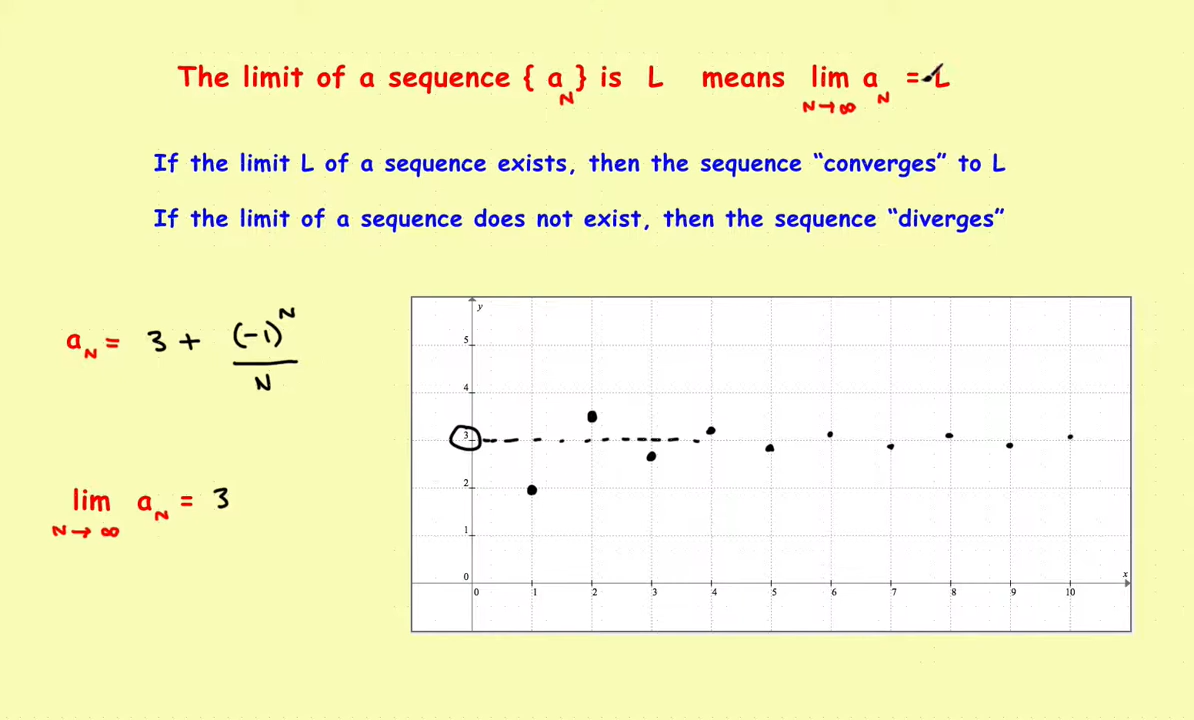 The limit of a sequence { a_N } is L means lim_{N→∞} a_N = L
If the limit L of a sequence exists, then the sequence “converges” to L
If the limit of a sequence does not exist, then the sequence “diverges”
a_N = 3 + (-1)^N / N
lim_{N→∞} a_N = 3
y
5
4
3
2
1
0
0 1 2 3 4 5 6 7 8 9 10
x